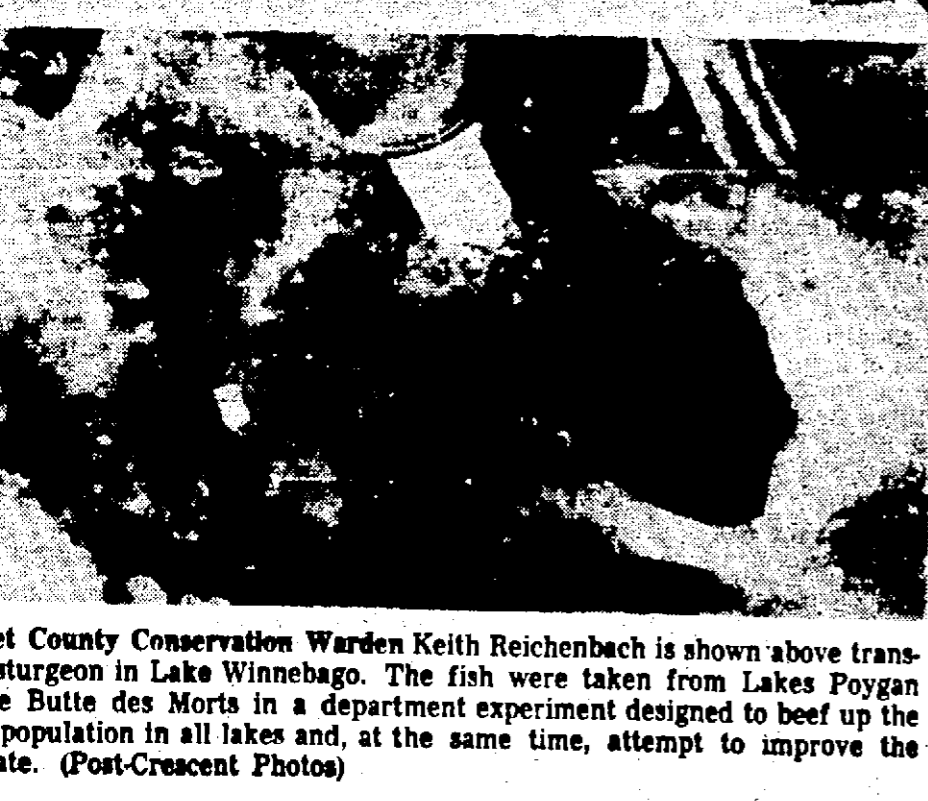 et County Conservation Warden Keith Reichenbach is shown above trans-
sturgeon in Lake Winnebago. The fish were taken from Lakes Poygan
e Butte des Morts in a department experiment designed to beef up the
population in all lakes and, at the same time, attempt to improve the
ate. (Post-Crescent Photos)